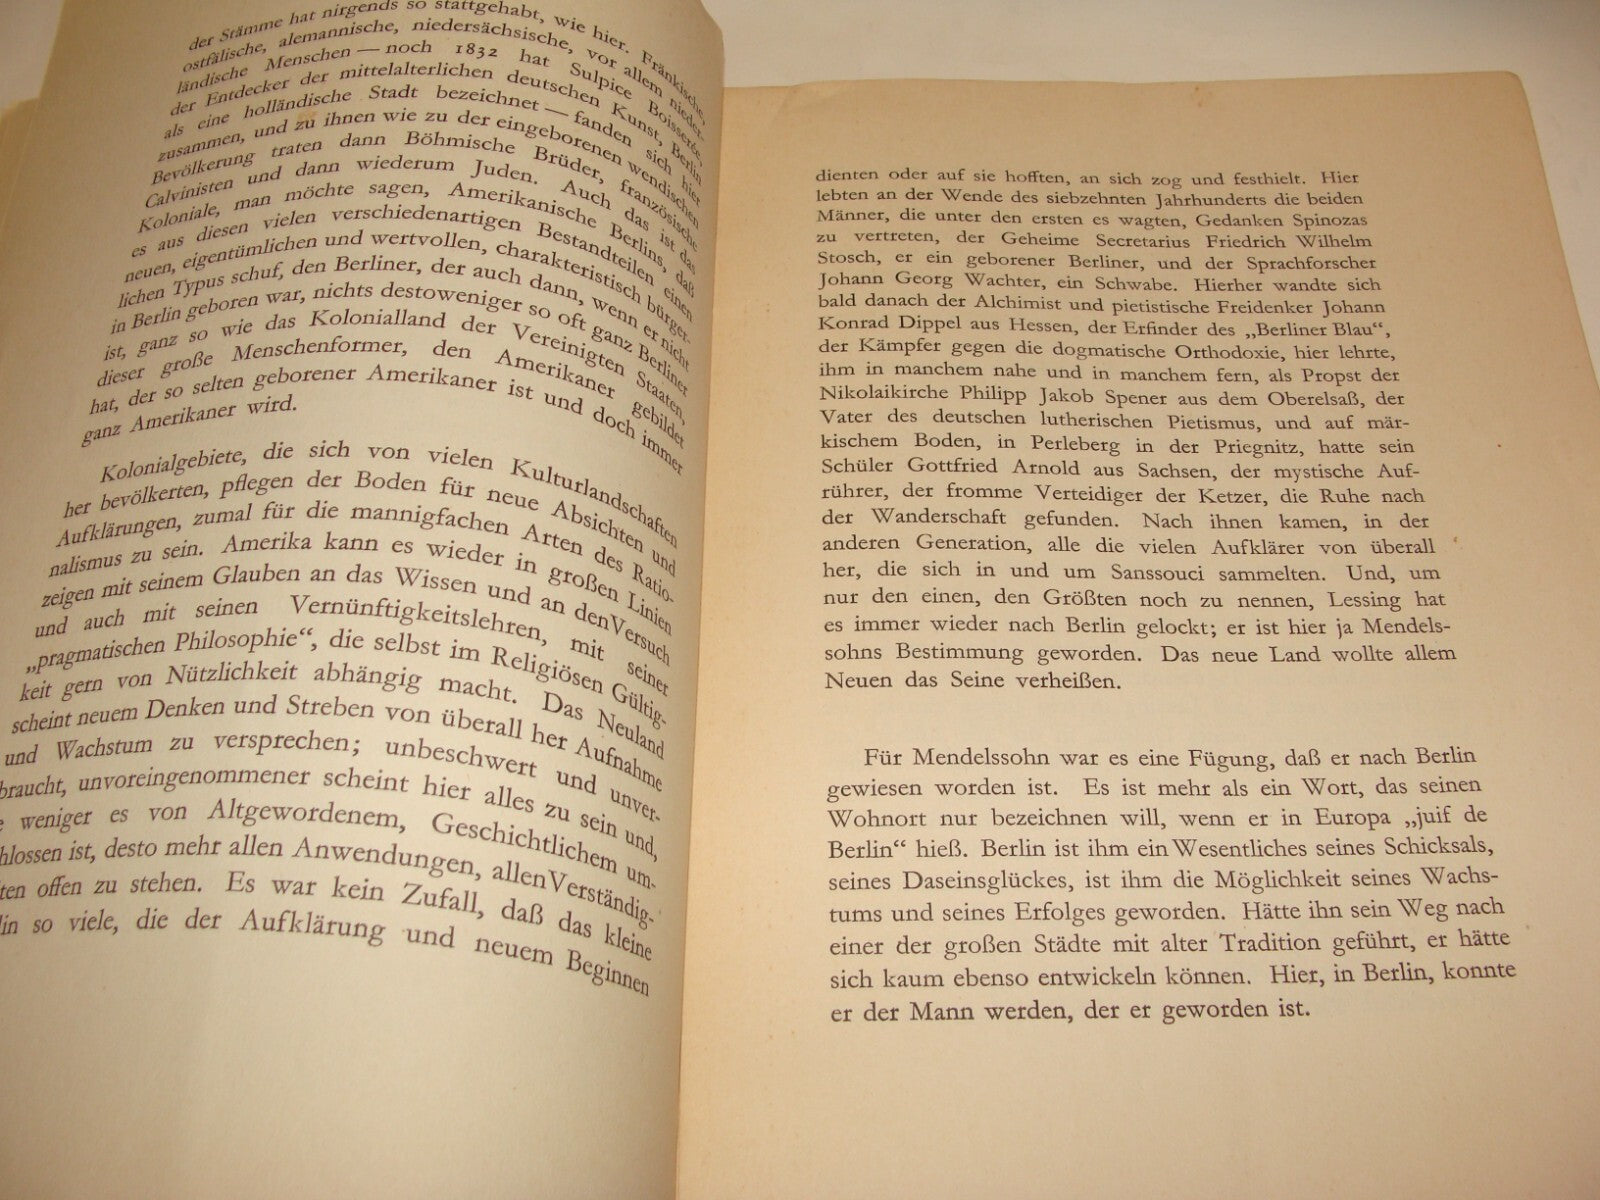 der Stämme hat nirgends so stattgehabt, wie hier. Fränkische,
ostfälische, alemannische, niedersächsische, vor allem nieder-
ländische Menschen — noch 1832 hat Sulpice Boisserée,
der Entdecker der mittelalterlichen deutschen Kunst, Berlin
als eine holländische Stadt bezeichnet — fanden sich hier
zusammen, und zu ihnen wie zu der eingeborenen wendischen
Bevölkerung traten dann Böhmische Brüder, französische
Calvinisten und dann wiederum Juden. Auch das ist das
Koloniale, man möchte sagen, Amerikanische Berlins, daß
es aus diesen vielen verschiedenartigen Bestandteilen einen
neuen, eigentümlichen und wertvollen, charakteristisch bürger-
lichen Typus schuf, den Berliner, der auch dann, wenn er nicht
in Berlin geboren war, nichts destoweniger so oft ganz Berliner
ist, ganz so wie das Kolonialland der Vereinigten Staaten,
dieser große Menschenformer, den Amerikaner gebildet
hat, der so selten geborener Amerikaner ist und doch immer
ganz Amerikaner wird.
Kolonialgebiete, die sich von vielen Kulturlandschaften
her bevölkerten, pflegen der Boden für neue Absichten und
Aufklärungen, zumal für die mannigfachen Arten des Ratio-
nalismus zu sein. Amerika kann es wieder in großen Linien
zeigen mit seinem Glauben an das Wissen und an den Versuch
und auch mit seinen Vernünftigkeitslehren, mit seiner
„pragmatischen Philosophie“, die selbst im Religiösen Gültig-
keit gern von Nützlichkeit abhängig macht. Das Neuland
scheint neuem Denken und Streben von überall her Aufnahme
und Wachstum zu versprechen; unbeschwert und unver-
braucht, unvoreingenommener scheint hier alles zu sein und,
weniger es von Altgewordenem, Geschichtlichem um-
hlossen ist, desto mehr allen Anwendungen, allen Verständig-
ten offen zu stehen. Es war kein Zufall, daß das kleine
lin so viele, die der Aufklärung und neuem Beginnen
dienten oder auf sie hofften, an sich zog und festhielt. Hier
lebten an der Wende des siebzehnten Jahrhunderts die beiden
Männer, die unter den ersten es wagten, Gedanken Spinozas
zu vertreten, der Geheime Secretarius Friedrich Wilhelm
Stosch, er ein geborener Berliner, und der Sprachforscher
Johann Georg Wachter, ein Schwabe. Hierher wandte sich
bald danach der Alchimist und pietistische Freidenker Johann
Konrad Dippel aus Hessen, der Erfinder des „Berliner Blau“,
der Kämpfer gegen die dogmatische Orthodoxie, hier lehrte,
ihm in manchem nahe und in manchem fern, als Propst der
Nikolaikirche Philipp Jakob Spener aus dem Oberelsaß, der
Vater des deutschen lutherischen Pietismus, und auf mär-
kischem Boden, in Perleberg in der Priegnitz, hatte sein
Schüler Gottfried Arnold aus Sachsen, der mystische Auf-
rührer, der fromme Verteidiger der Ketzer, die Ruhe nach
der Wanderschaft gefunden. Nach ihnen kamen, in der
anderen Generation, alle die vielen Aufklärer von überall
her, die sich in und um Sanssouci sammelten. Und, um
nur den einen, den Größten noch zu nennen, Lessing hat
es immer wieder nach Berlin gelockt; er ist hier ja Mendels-
sohns Bestimmung geworden. Das neue Land wollte allem
Neuen das Seine verheißen.
Für Mendelssohn war es eine Fügung, daß er nach Berlin
gewiesen worden ist. Es ist mehr als ein Wort, das seinen
Wohnort nur bezeichnen will, wenn er in Europa „juif de
Berlin“ hieß. Berlin ist ihm ein Wesentliches seines Schicksals,
seines Daseinsglückes, ist ihm die Möglichkeit seines Wachs-
tums und seines Erfolges geworden. Hätte ihn sein Weg nach
einer der großen Städte mit alter Tradition geführt, er hätte
sich kaum ebenso entwickeln können. Hier, in Berlin, konnte
er der Mann werden, der er geworden ist.